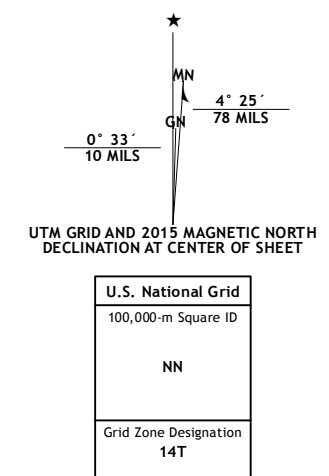 ★
MN
4° 25´
78 MILS
GN
0° 33´
10 MILS
UTM GRID AND 2015 MAGNETIC NORTH
DECLINATION AT CENTER OF SHEET
U.S. National Grid
100,000-m Square ID
NN
Grid Zone Designation
14T